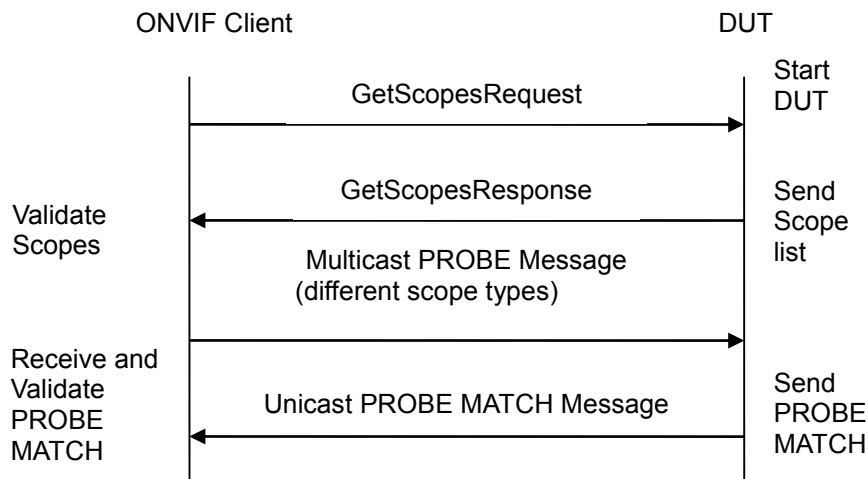 ONVIF Client
DUT
Start
DUT
GetScopesRequest
GetScopesResponse
Validate
Scopes
Send
Scope
list
Multicast PROBE Message
(different scope types)
Receive and
Validate
PROBE
MATCH
Unicast PROBE MATCH Message
Send
PROBE
MATCH